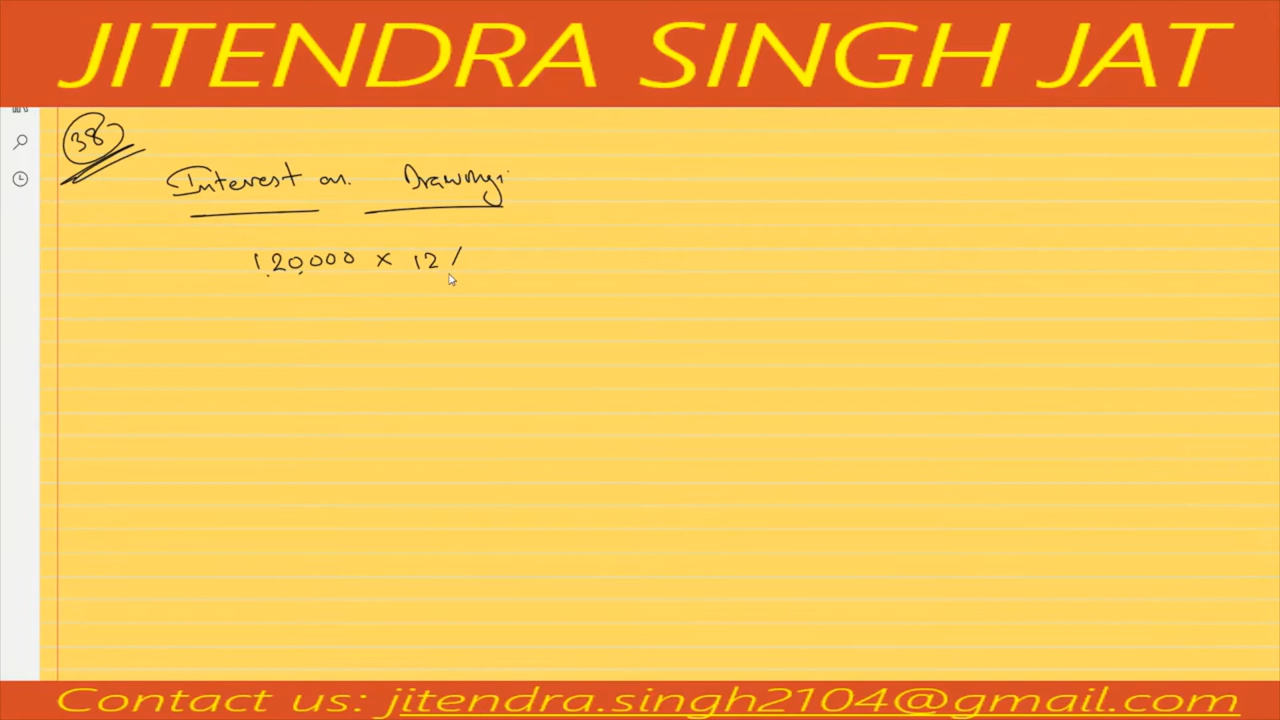 JITENDRA SINGH JAT
38
Interest on Drawings
1,20,000 × 12/
Contact us: jitendra.singh2104@gmail.com